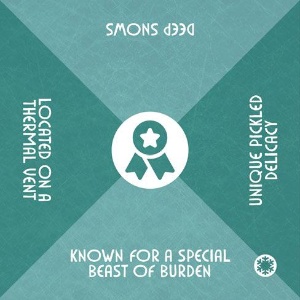 DEEP SNOWS
LOCATED ON A
THERMAL VENT
UNIQUE PICKLED
DELICACY
KNOWN FOR A SPECIAL
BEAST OF BURDEN